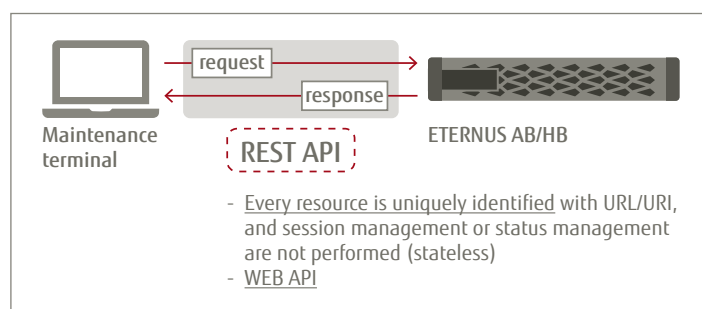 request
response
Maintenance
terminal
ETERNUS AB/HB
REST API
- Every resource is uniquely identified with URL/URI,
and session management or status management
are not performed (stateless)
- WEB API